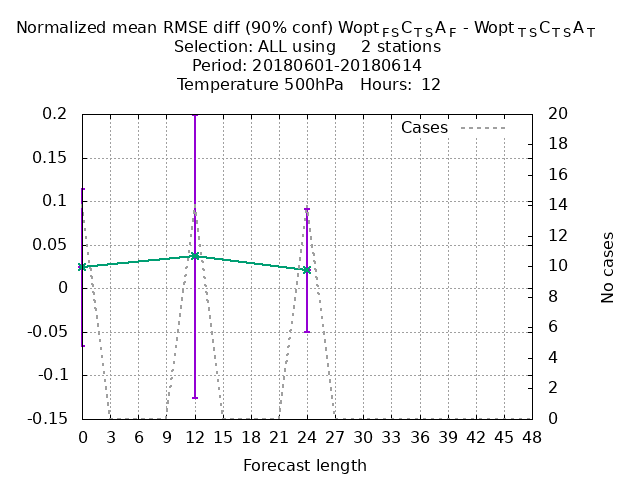 Normalized mean RMSE diff (90% conf) Wopt FS C TS A F - Wopt TS C TS A T
Selection: ALL using 2 stations
Period: 20180601-20180614
Temperature 500hPa Hours: 12
0.2
0.15
0.1
0.05
0
-0.05
-0.1
-0.15
Cases
20
18
16
14
12
10
8
6
4
2
0
No cases
0 3 6 9 12 15 18 21 24 27 30 33 36 39 42 45 48
Forecast length